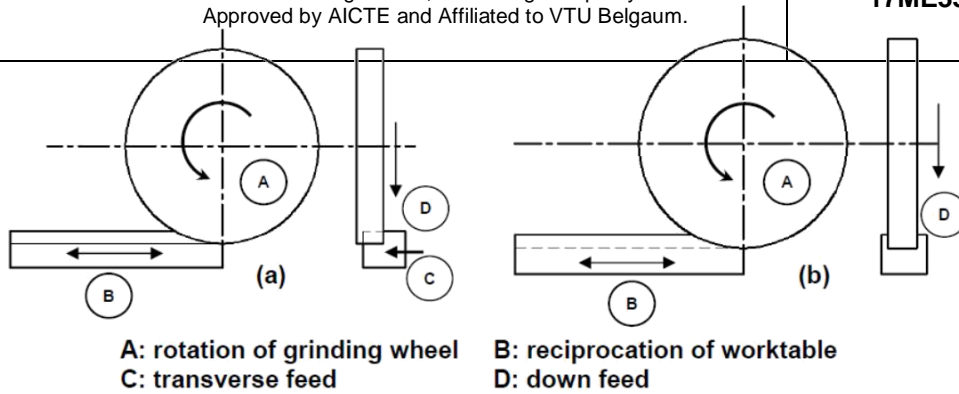 Approved by AICTE and Affiliated to VTU Belgaum.
A
D
C
B
(a)
A
D
B
(b)
A: rotation of grinding wheel B: reciprocation of worktable
C: transverse feed D: down feed